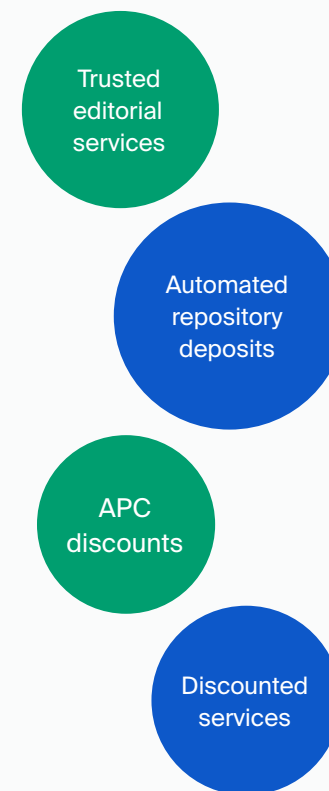 Trusted
editorial
services
Automated
repository
deposits
APC
discounts
Discounted
services